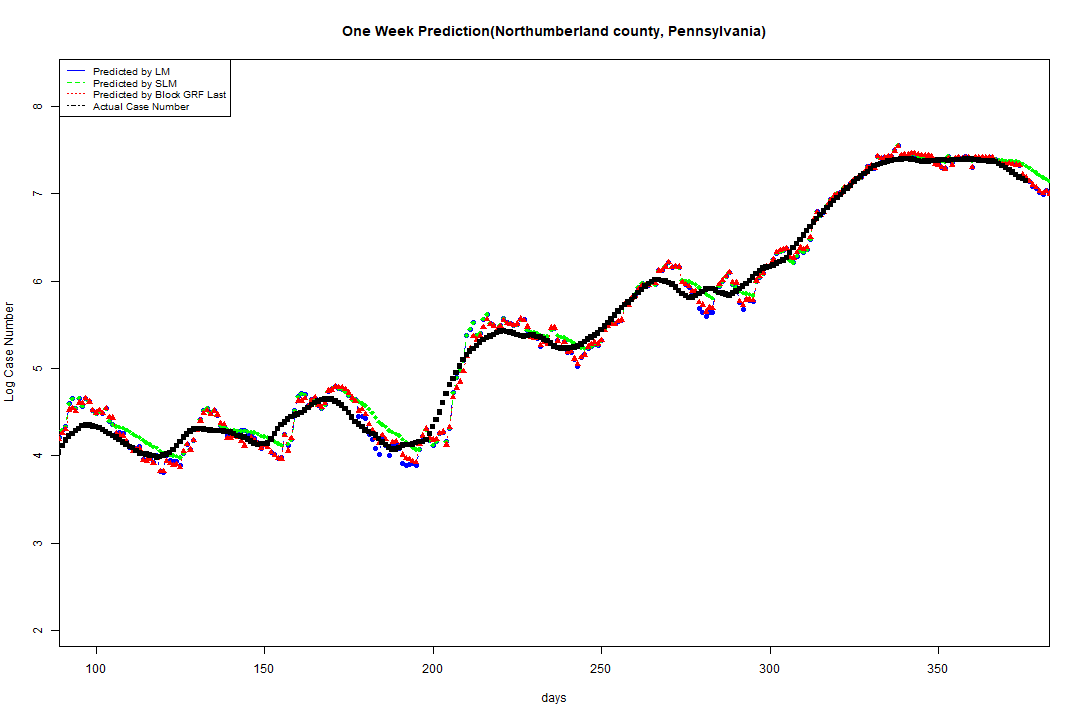 One Week Prediction(Northumberland county, Pennsylvania)
Predicted by LM
Predicted by SLM
Predicted by Block GRF Last
Actual Case Number
Log Case Number
8
7
6
5
4
3
2
100 150 200 250 300 350
days